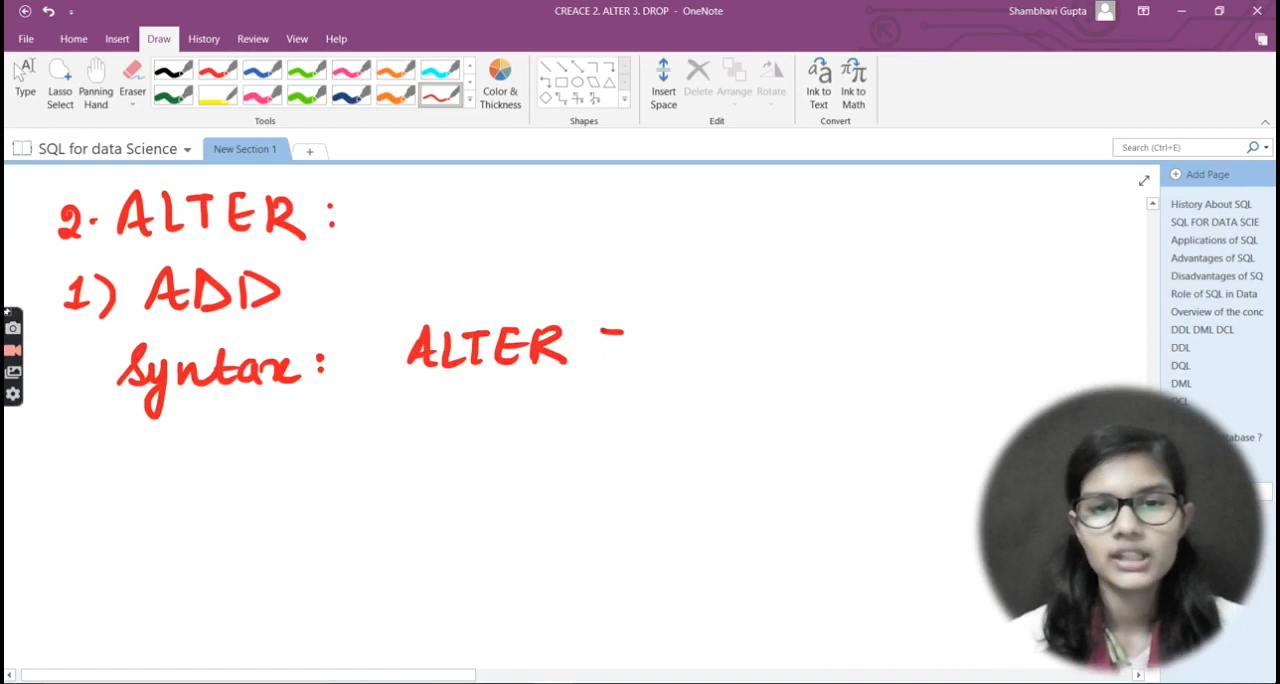 CREACE 2. ALTER 3. DROP - OneNote
Shambhavi Gupta
File Home Insert Draw History Review View Help
Type
Lasso Select
Panning Hand
Eraser
Color & Thickness
Insert Space
Delete
Arrange
Rotate
Ink to Text
Ink to Math
Tools
Shapes
Edit
Convert
SQL for data Science
New Section 1
Search (Ctrl+E)
2. ALTER :
1) ADD
Syntax : ALTER
Add Page
History About SQL
SQL FOR DATA SCIE
Applications of SQL
Advantages of SQL
Disadvantages of SQ
Role of SQL in Data
Overview of the conc
DDL DML DCL
DDL
DQL
DML
DCL
tabase ?